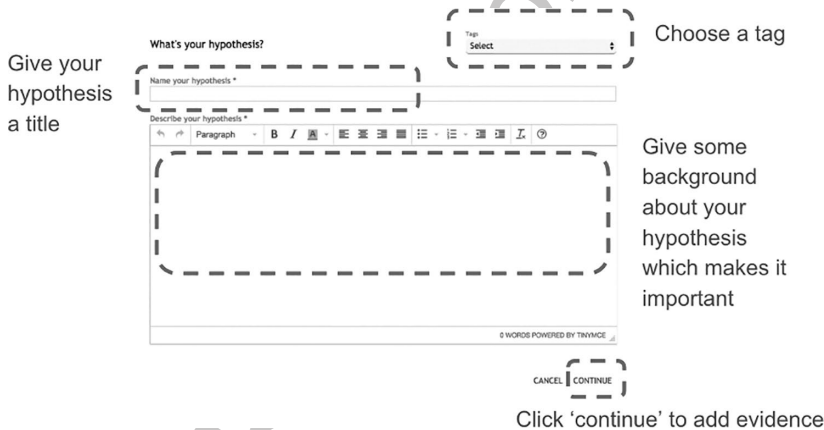 Tags
Choose a tag
What's your hypothesis?
Select
Give your
hypothesis
a title
Name your hypothesis *
Describe your hypothesis *
Paragraph
B I A
Give some
background
about your
hypothesis
which makes it
important
0 WORDS POWERED BY TINYMCE
CANCEL CONTINUE
Click ‘continue’ to add evidence